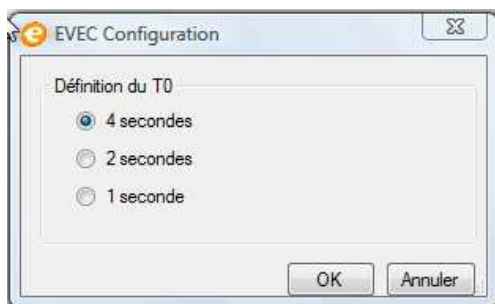 EVEC Configuration
Définition du T0
4 secondes
2 secondes
1 seconde
OK
Annuler